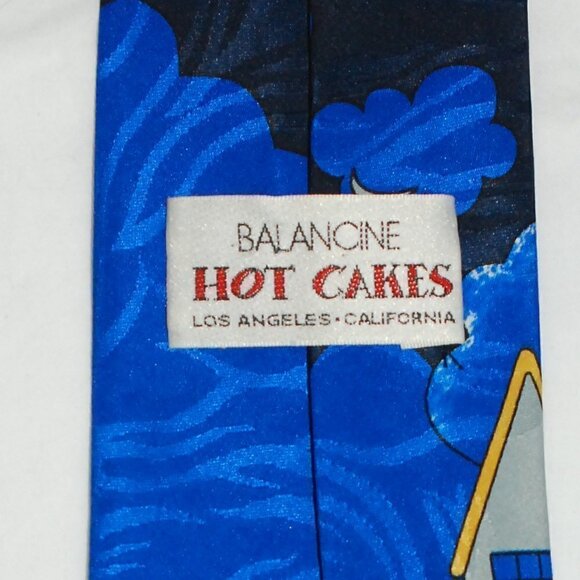 BALANCINE
HOT CAKES
LOS ANGELES · CALIFORNIA